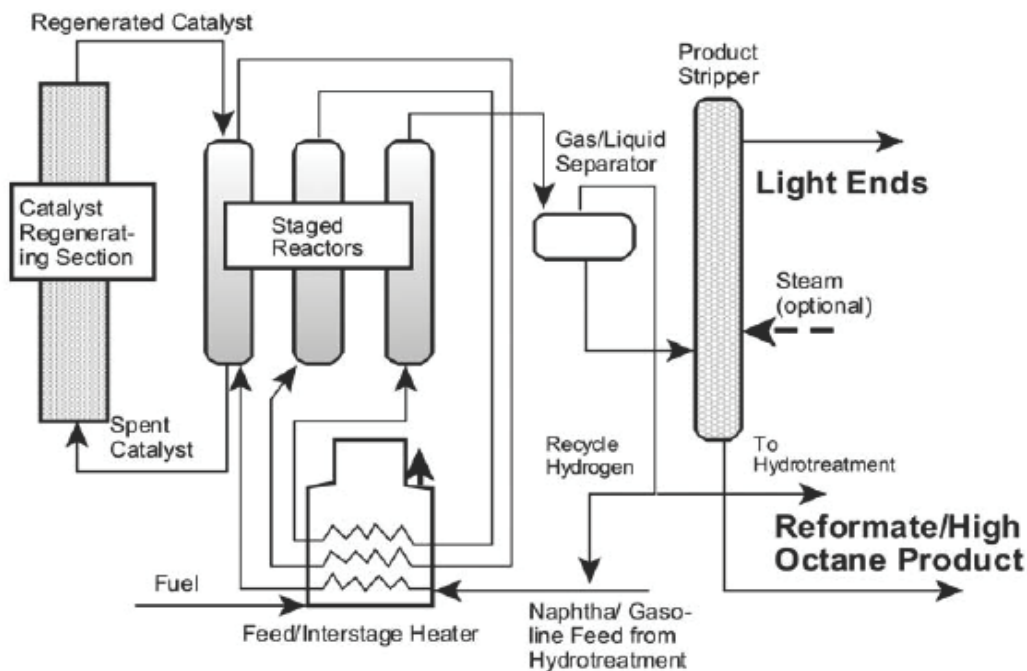 Regenerated Catalyst
Product
Stripper
Gas/Liquid
Separator
Light Ends
Catalyst
Regenerat-
ing Section
Staged
Reactors
Steam
(optional)
Spent
Catalyst
Recycle
Hydrogen
To
Hydrotreatment
Reformate/High
Octane Product
Fuel
Feed/Interstage Heater
Naphtha/ Gaso-
line Feed from
Hydrotreatment